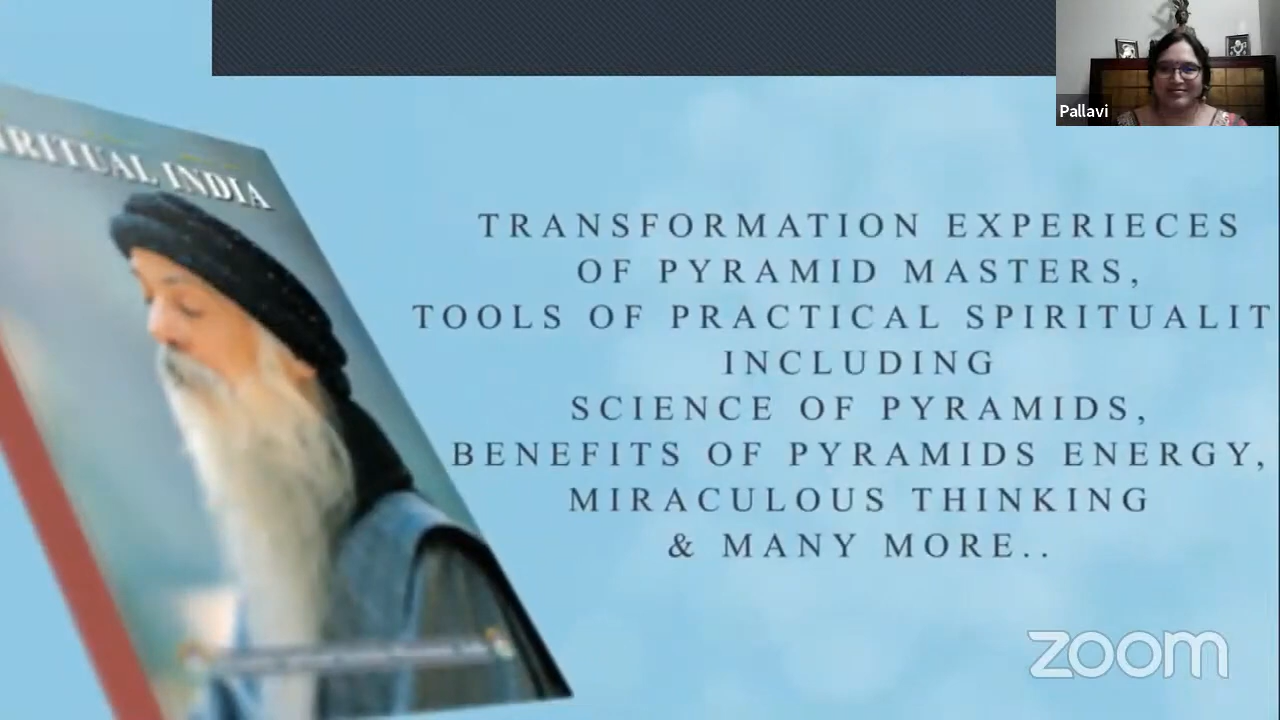 RITUAL INDIA
Pallavi
TRANSFORMATION EXPERIECES
OF PYRAMID MASTERS,
TOOLS OF PRACTICAL SPIRITUALIT
INCLUDING
SCIENCE OF PYRAMIDS,
BENEFITS OF PYRAMIDS ENERGY,
MIRACULOUS THINKING
& MANY MORE..
zoom